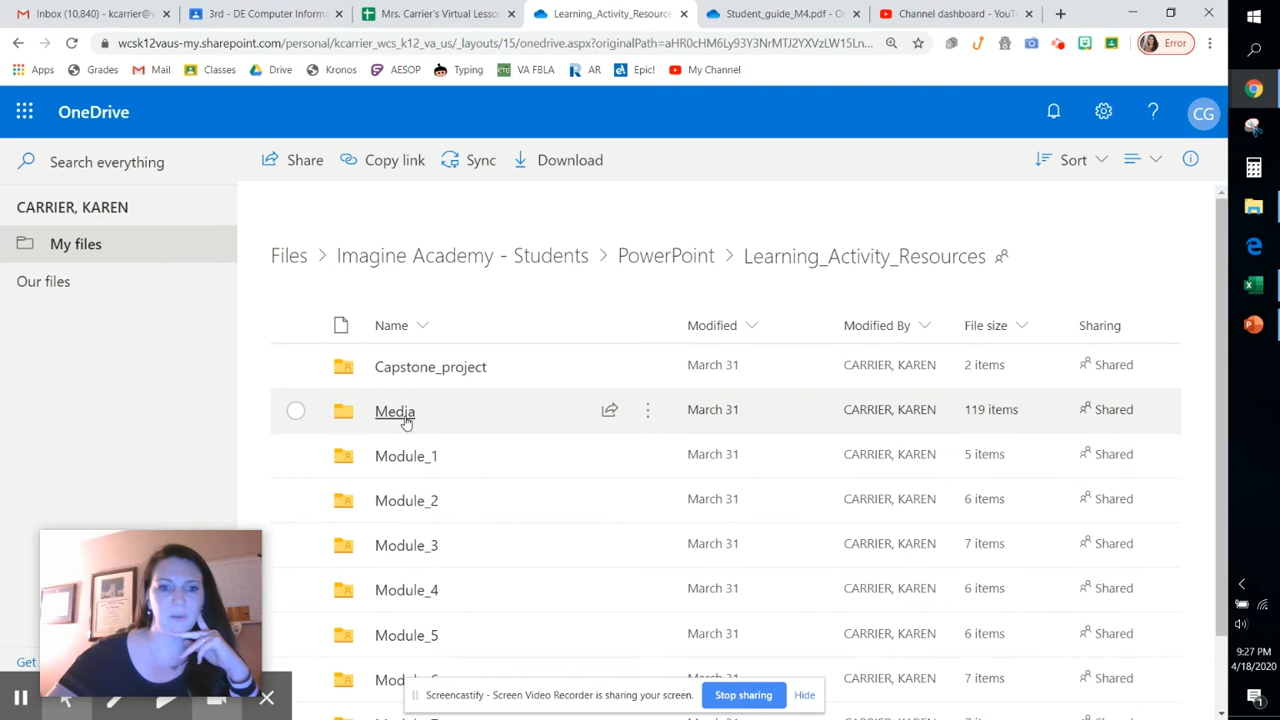 Inbox (10,840) - kcarrier@w
3rd - DE Computer Informa
Mrs. Carrier's Virtual Lesson
Learning_Activity_Resource
Student_guide_Nd.pdf - O
Channel dashboard - YouT
wcsk12vaus-my.sharepoint.com/personal/kcarrier_wcs_k12_va_us/_layouts/15/onedrive.aspx?originalPath=aHR0cHM6Ly93Y3NrMTJ2YXVzLW15Ln...
Error
Apps Grades Mail Classes Drive Kronos AESOP Typing VA FBLA AR Epic! My Channel
OneDrive
CG
Search everything
Share Copy link Sync Download Sort
CARRIER, KAREN
My files
Our files
Files > Imagine Academy - Students > PowerPoint > Learning_Activity_Resources
Name Modified Modified By File size Sharing
Capstone_project March 31 CARRIER, KAREN 2 items Shared
Media March 31 CARRIER, KAREN 119 items Shared
Module_1 March 31 CARRIER, KAREN 5 items Shared
Module_2 March 31 CARRIER, KAREN 6 items Shared
Module_3 March 31 CARRIER, KAREN 7 items Shared
Module_4 March 31 CARRIER, KAREN 6 items Shared
Module_5 March 31 CARRIER, KAREN 6 items Shared
March 31 CARRIER, KAREN 7 items Shared
Get
Screencastify - Screen Video Recorder is sharing your screen. Stop sharing Hide
9:27 PM
4/18/2020